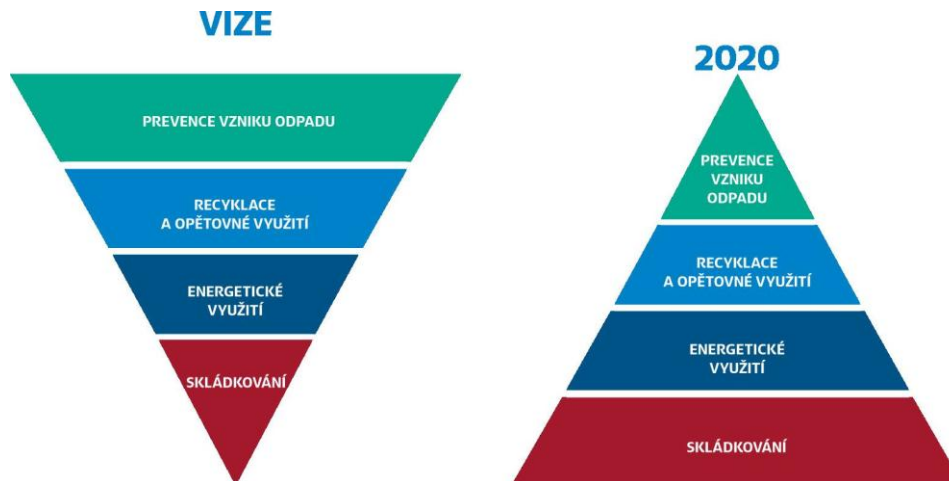 VIZE
PREVENCE VZNIKU ODPADU
RECYKLACE
A OPĚTOVNÉ VYUŽITÍ
ENERGETICKÉ
VYUŽITÍ
SKLÁDKOVÁNÍ
2020
PREVENCE
VZNIKU
ODPADU
RECYKLACE
A OPĚTOVNÉ VYUŽITÍ
ENERGETICKÉ
VYUŽITÍ
SKLÁDKOVÁNÍ